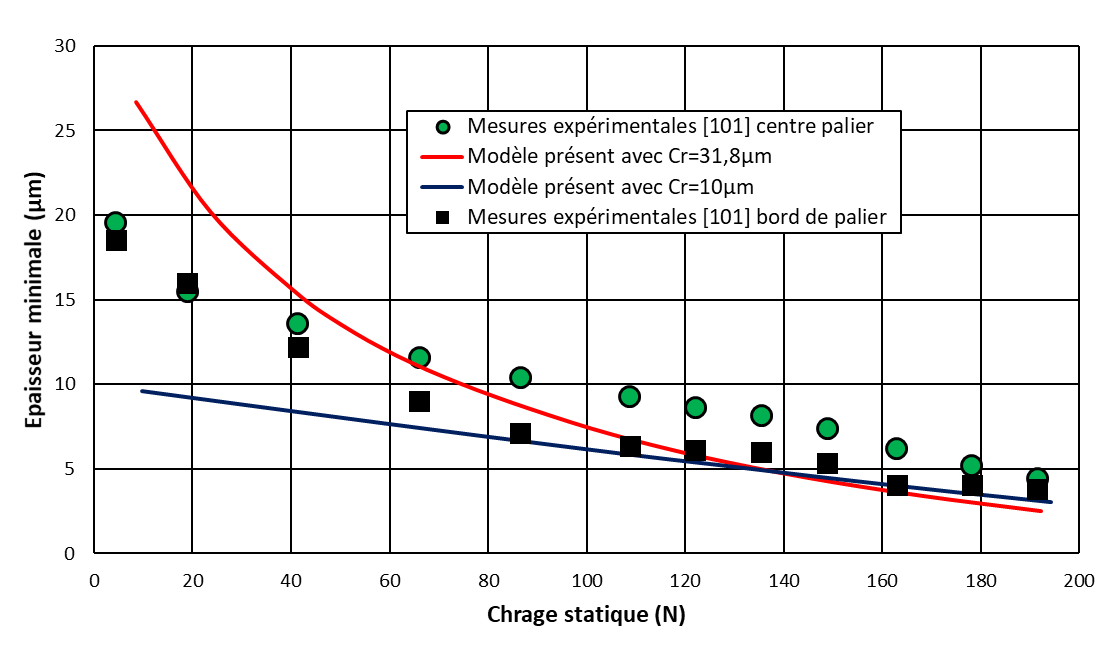 30
25
20
15
10
5
0
Epaisseur minimale (µm)
Mesures expérimentales [101] centre palier
Modèle présent avec Cr=31,8µm
Modèle présent avec Cr=10µm
Mesures expérimentales [101] bord de palier
0 20 40 60 80 100 120 140 160 180 200
Chrage statique (N)